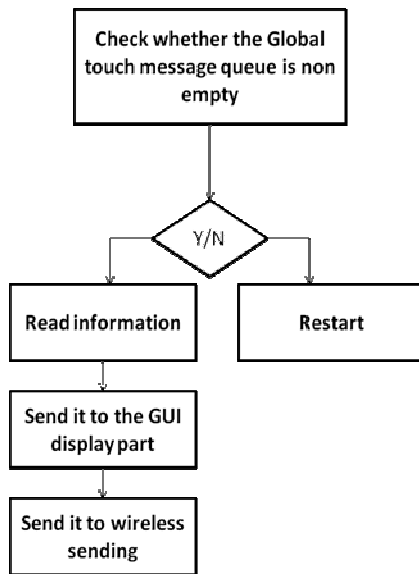 Check whether the Global
touch message queue is non
empty
Y/N
Read information
Restart
Send it to the GUI
display part
Send it to wireless
sending